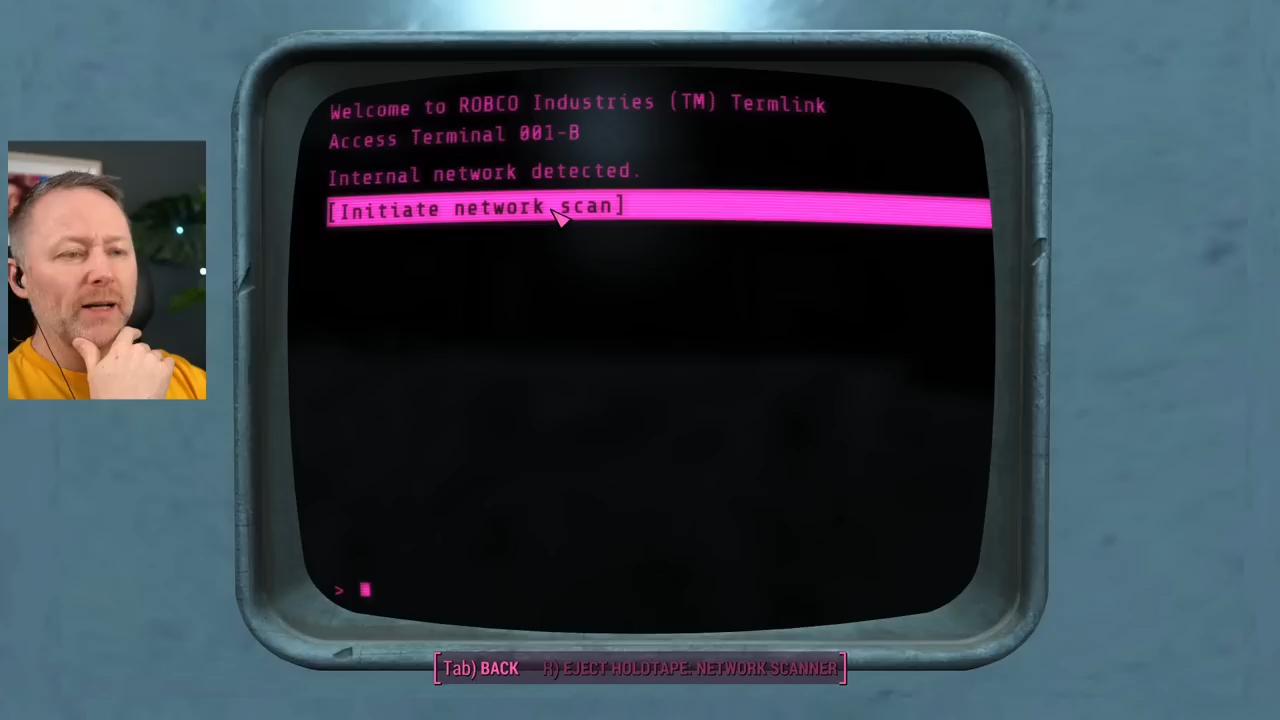 Welcome to ROBCO Industries (TM) Termlink
Access Terminal 001-B
Internal network detected.
[Initiate network scan]
>
[Tab) BACK R) EJECT HOLOTAPE: NETWORK SCANNER]